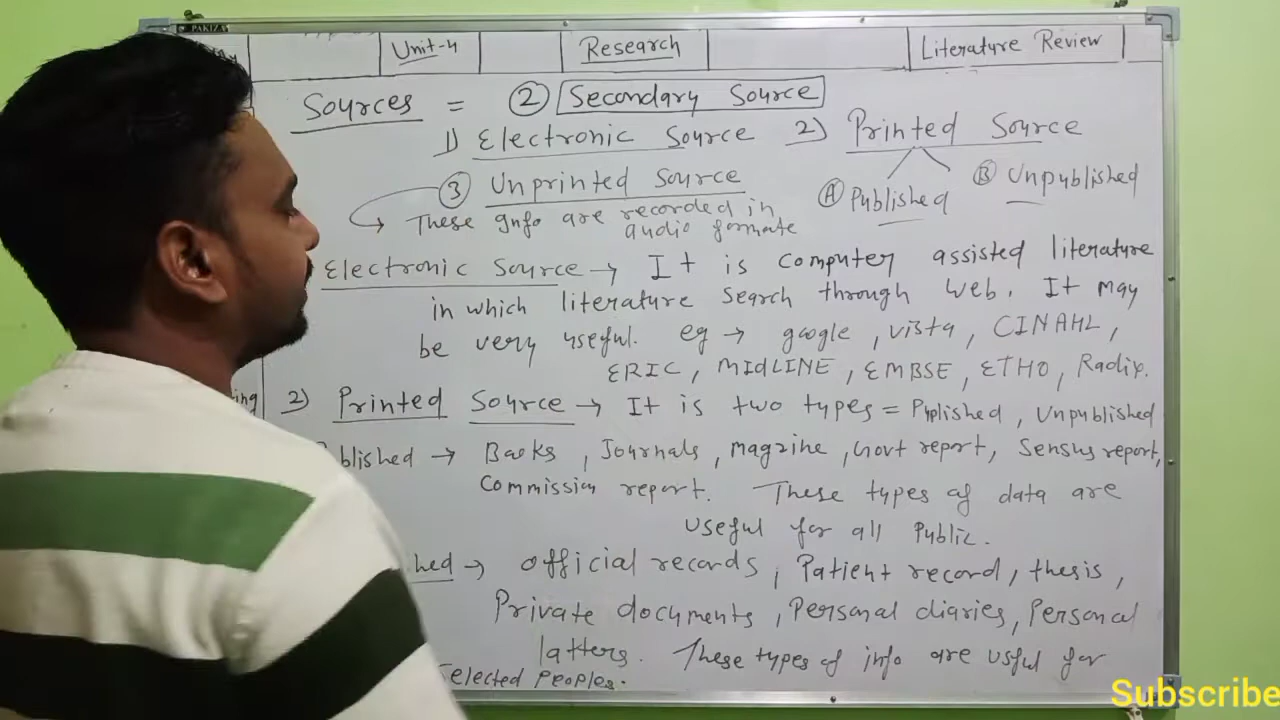 PAKIZA
Unit-4 Research Literature Review
Sources = ② Secondary Source
1) Electronic Source 2) Printed Source
③ Unprinted Source Ⓐ Published Ⓑ Unpublished
→ These Info are recorded in
audio formate
Electronic Source → It is computer assisted literature
in which literature search through web. It may
be very useful. eg → google, vista, CINAHL,
ERIC, MIDLINE, EMBSE, ETHO, Radix.
2) Printed Source → It is two types = Pyplished, Unpublished
blished → Books, Journals, magzine, Govt report, Sensus report,
Commission report. These types of data are
useful for all Public.
hed → official records, Patient record, thesis,
Private documents, Personal diaries, Personal
latters. These types of info are useful for
elected Peoples.
Subscribe